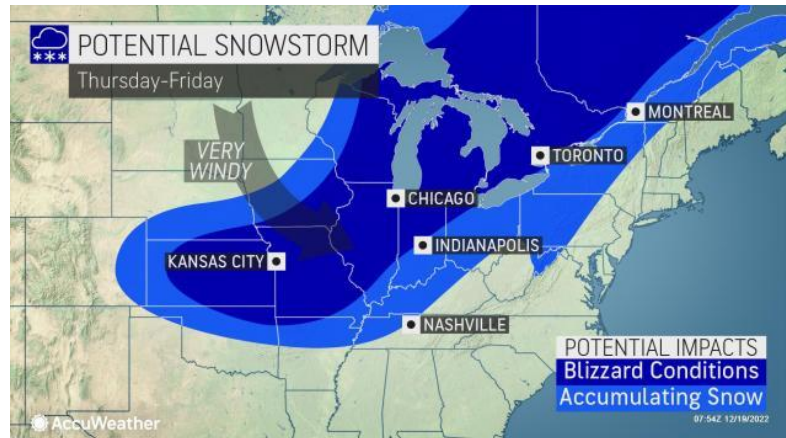 POTENTIAL SNOWSTORM
Thursday-Friday
VERY
WINDY
MONTREAL
TORONTO
CHICAGO
INDIANAPOLIS
KANSAS CITY
NASHVILLE
POTENTIAL IMPACTS
Blizzard Conditions
Accumulating Snow
AccuWeather
07:54Z 12/19/2022